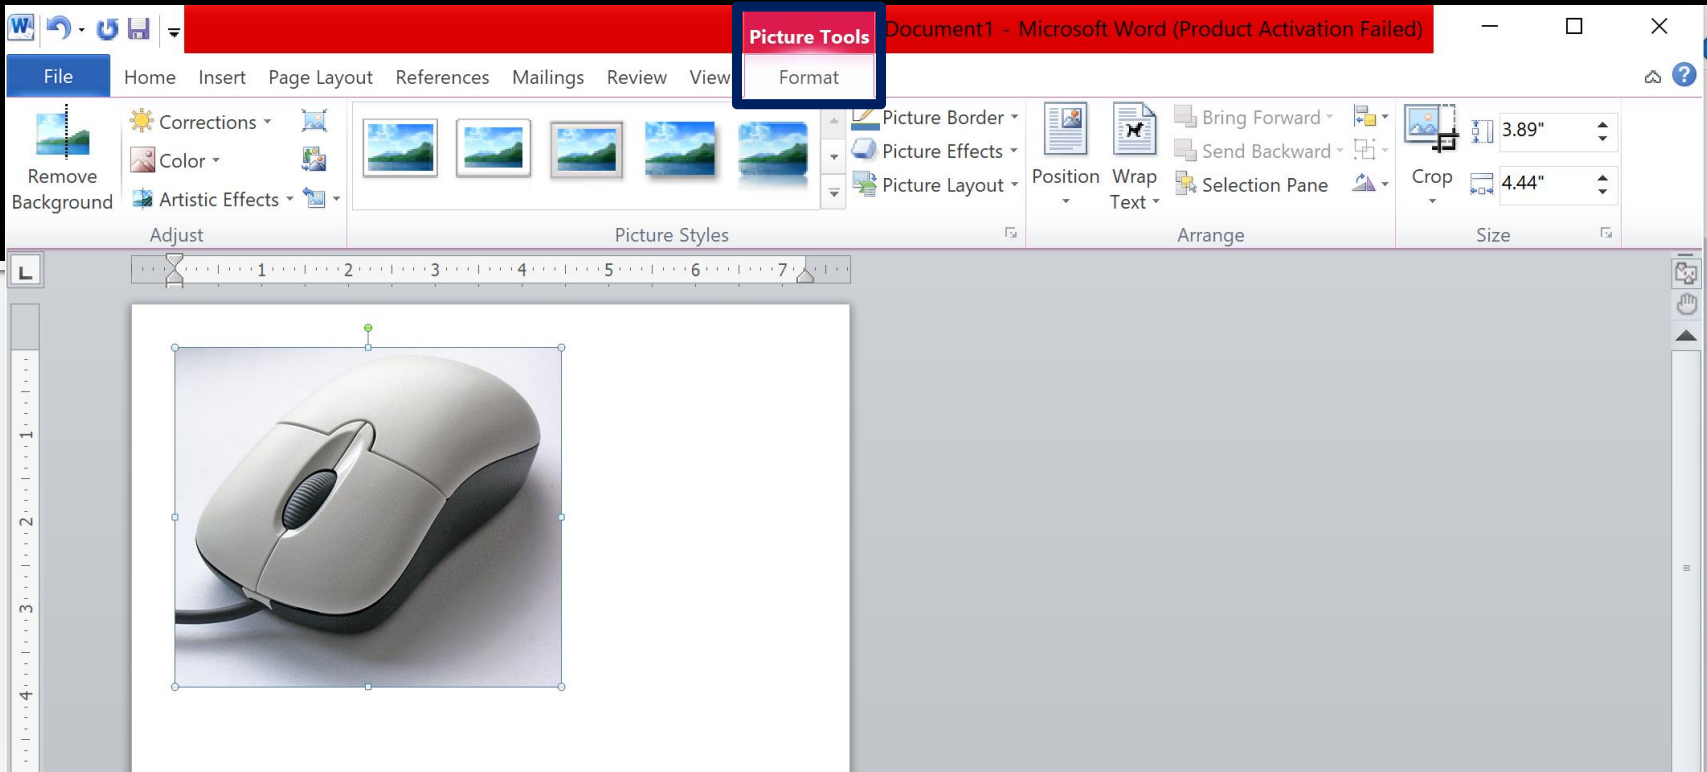 W
Picture Tools
Document1 - Microsoft Word (Product Activation Failed)
File Home Insert Page Layout References Mailings Review View Format
?
Remove
Background
Corrections
Color
Artistic Effects
Adjust
Picture Styles
Picture Border
Picture Effects
Picture Layout
Position
Wrap
Text
Bring Forward
Send Backward
Selection Pane
Arrange
Crop
3.89"
4.44"
Size
L
1 2 3 4 5 6 7
1
2
3
4